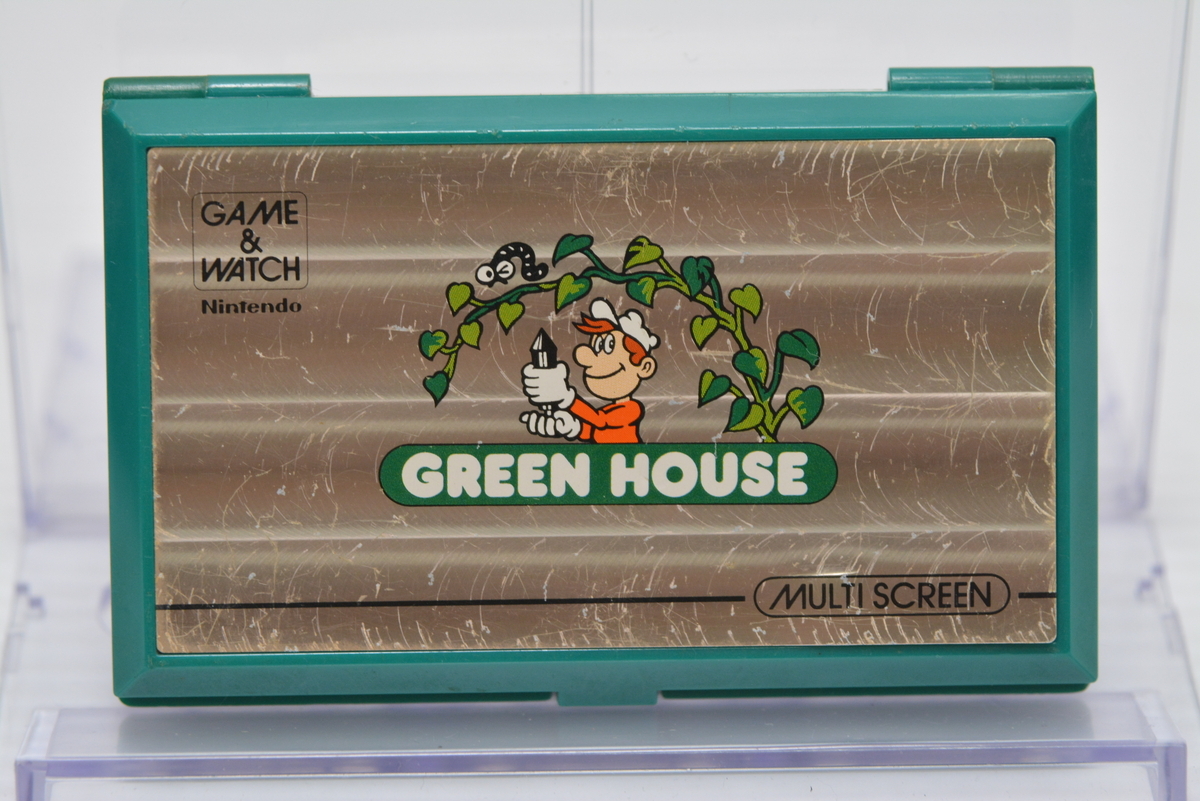 GAME
&
WATCH
Nintendo
GREEN HOUSE
MULTI SCREEN